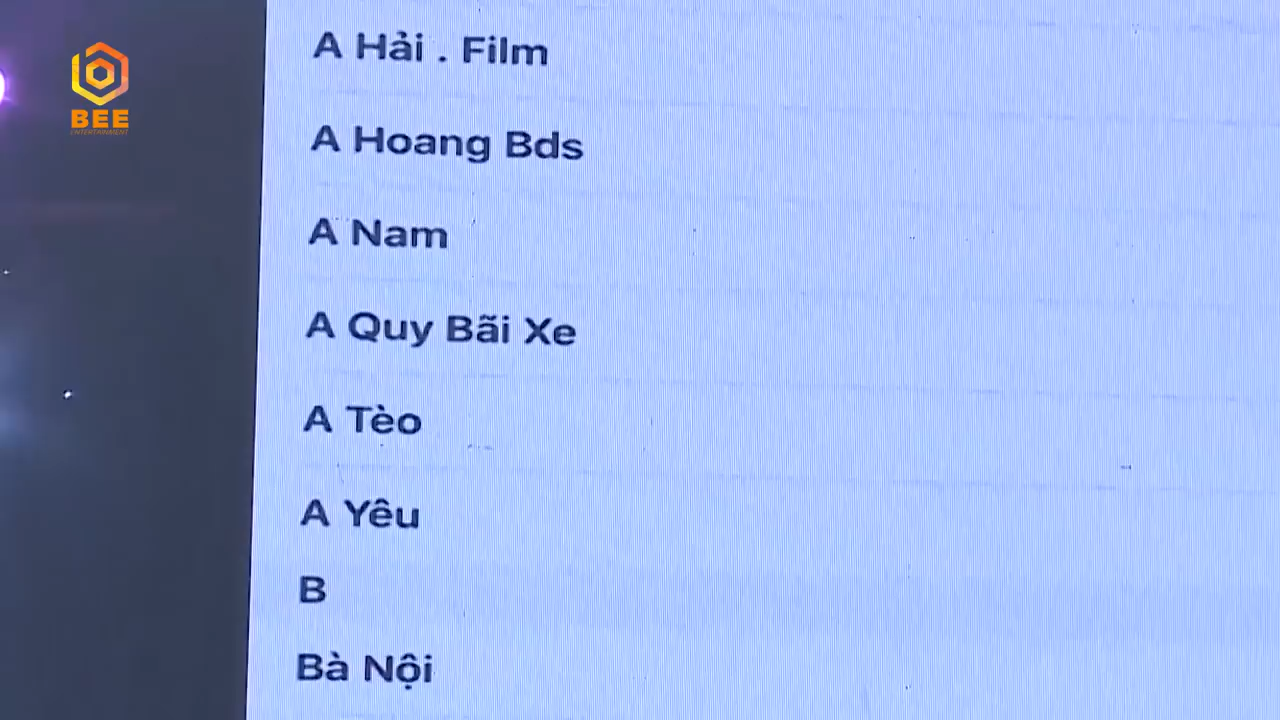 BEE
ENTERTAINMENT
A Hải . Film
A Hoang Bds
A Nam
A Quy Bãi Xe
A Tèo
A Yêu
B
Bà Nội